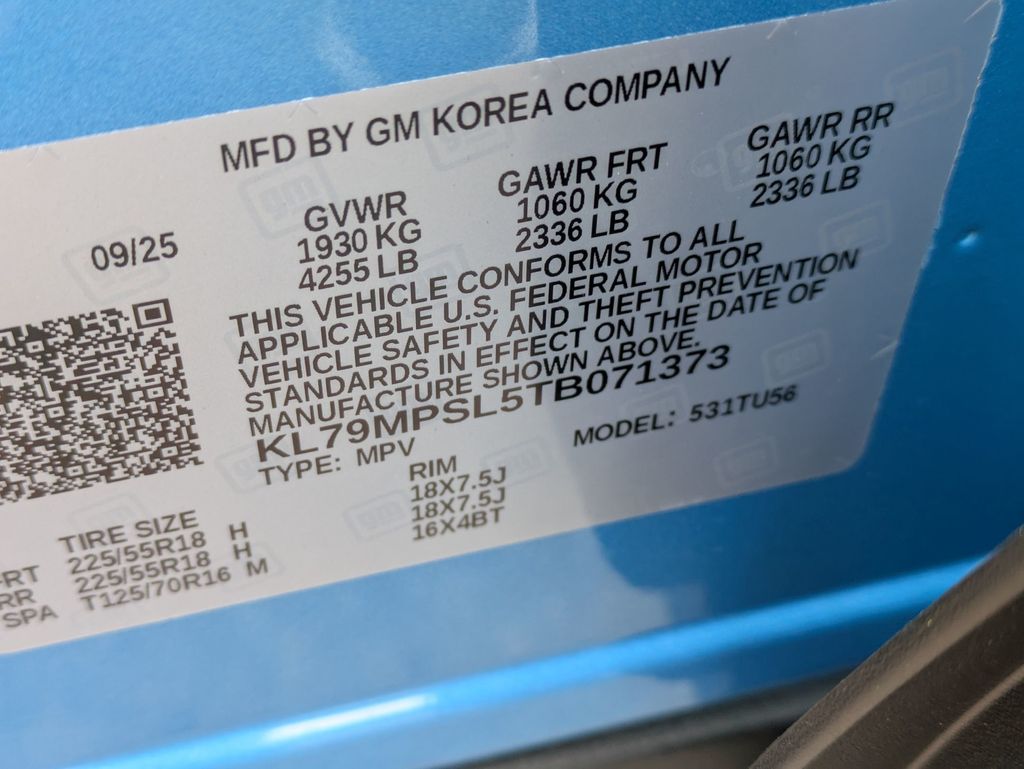 MFD BY GM KOREA COMPANY
09/25
GVWR
1930 KG
4255 LB
GAWR FRT
1060 KG
2336 LB
GAWR RR
1060 KG
2336 LB
THIS VEHICLE CONFORMS TO ALL
APPLICABLE U.S. FEDERAL MOTOR
VEHICLE SAFETY AND THEFT PREVENTION
STANDARDS IN EFFECT ON THE DATE OF
MANUFACTURE SHOWN ABOVE.
KL79MPSL5TB071373
TYPE: MPV
MODEL: 531TU56
TIRE SIZE
RIM
FRT 225/55R18 H 18X7.5J
RR 225/55R18 H 18X7.5J
SPA T125/70R16 M 16X4BT